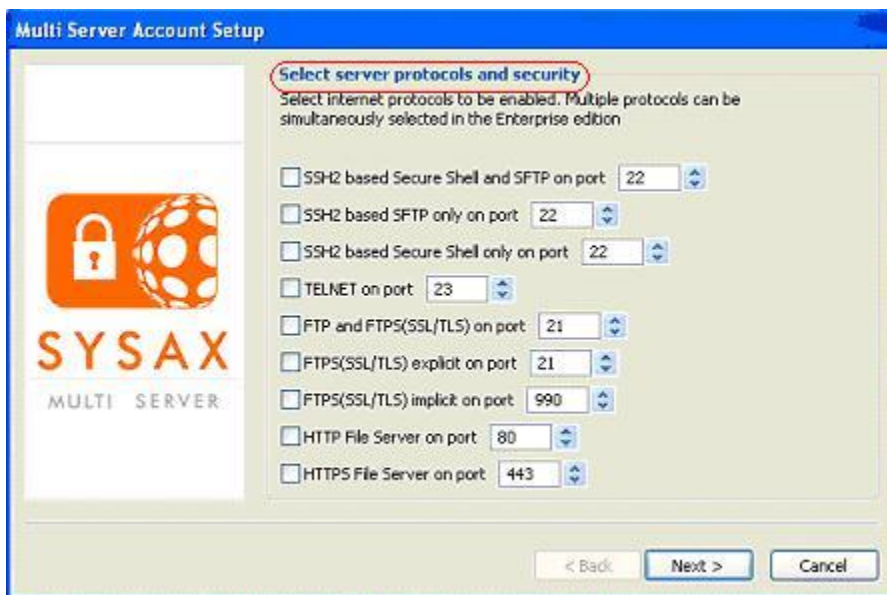 Multi Server Account Setup
Select server protocols and security
Select internet protocols to be enabled. Multiple protocols can be
simultaneously selected in the Enterprise edition
SSH2 based Secure Shell and SFTP on port 22
SSH2 based SFTP only on port 22
SSH2 based Secure Shell only on port 22
TELNET on port 23
FTP and FTPS(SSL/TLS) on port 21
FTPS(SSL/TLS) explicit on port 21
FTPS(SSL/TLS) implicit on port 990
HTTP File Server on port 80
HTTPS File Server on port 443
SYSAX
MULTI SERVER
< Back
Next >
Cancel